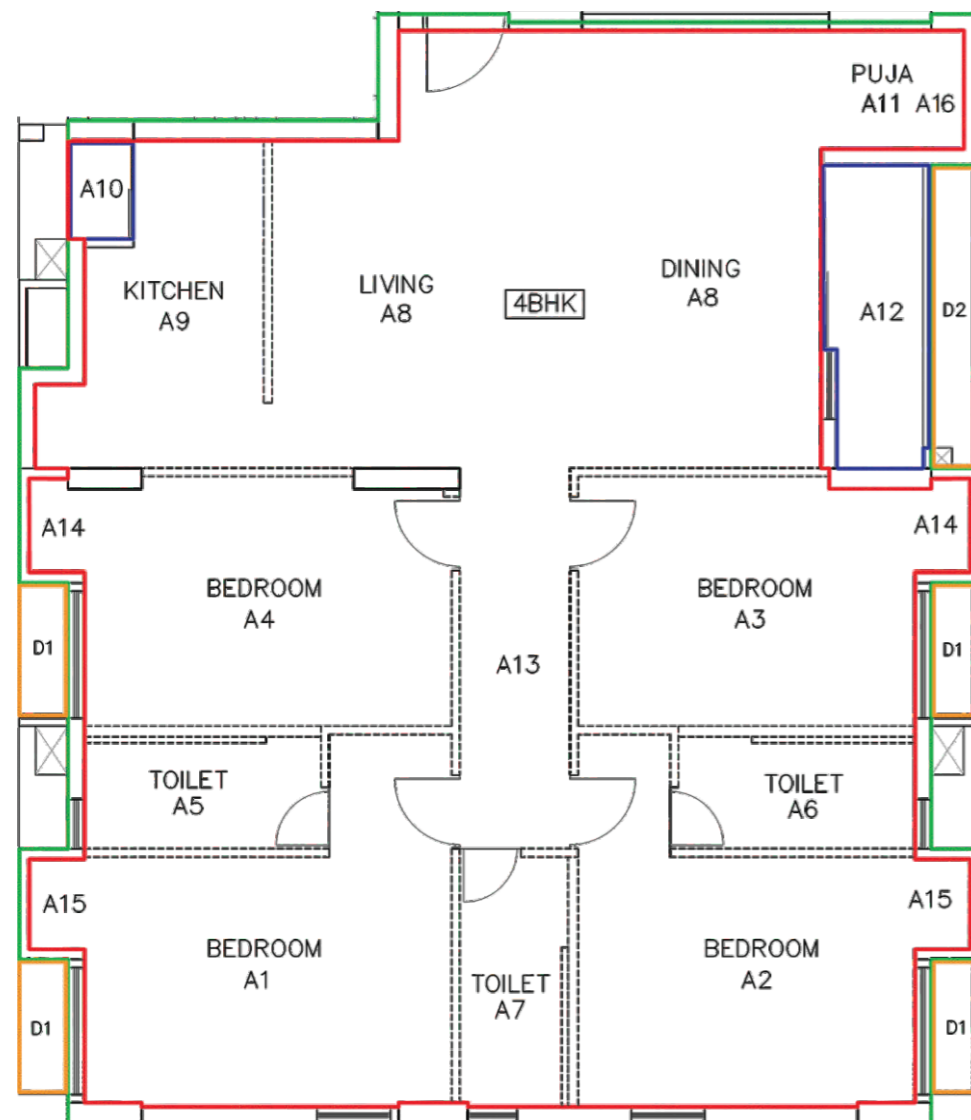 PUJA
A11 A16
A10
KITCHEN
A9
LIVING
A8
4BHK
DINING
A8
A12
D2
A14
A14
BEDROOM
A4
BEDROOM
A3
D1
A13
D1
TOILET
A5
TOILET
A6
A15
A15
BEDROOM
A1
BEDROOM
A2
TOILET
A7
D1
D1